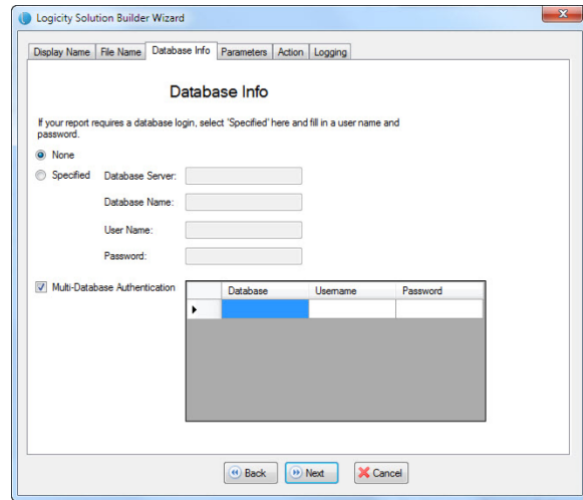 Logicity Solution Builder Wizard
Display Name File Name Database Info Parameters Action Logging
Database Info
If your report requires a database login, select 'Specified' here and fill in a user name and
password.
None
Specified Database Server:
Database Name:
User Name:
Password:
Multi-Database Authentication
Database Username Password
Back Next Cancel